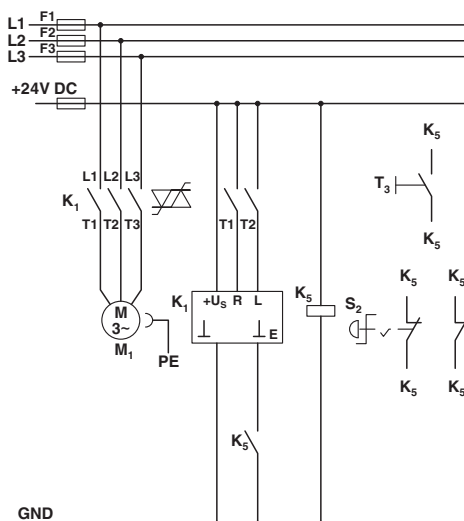 L1 F1
L2 F2
L3 F3
+24V DC
K5
L1 L2 L3
K1
T3
T1 T2 T3
T1 T2
K5
K1
+US R L
K5
S2
K5
K5
M
3~
E
M1
PE
K5
K5
K5
GND